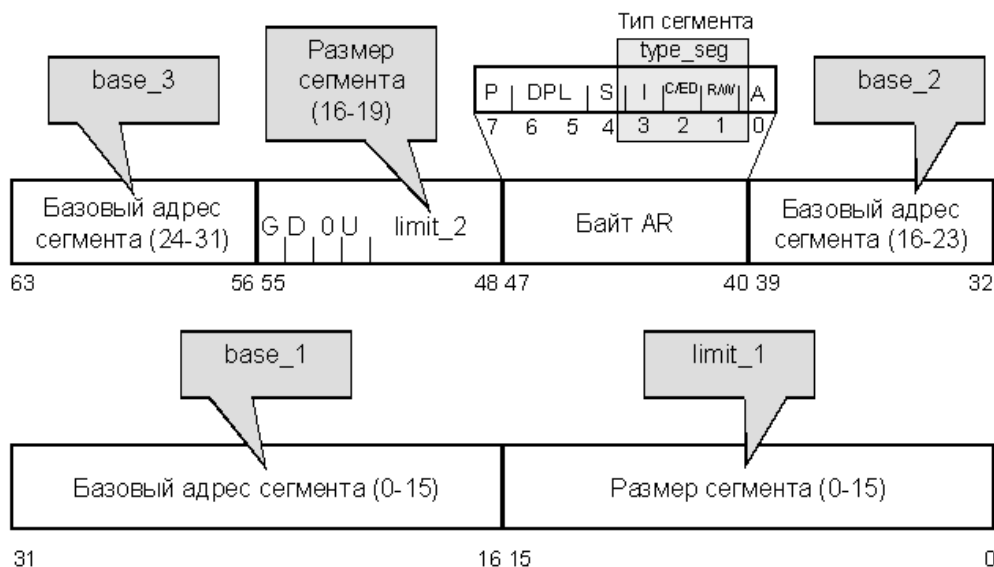 Тип сегмента
type_seg
base_3
Размер
сегмента
(16-19)
base_2
P DPL S I C/ED R/W A
7 6 5 4 3 2 1 0
Базовый адрес
сегмента (24-31)
G D 0 U limit_2
Байт AR
Базовый адрес
сегмента (16-23)
63 56 55 48 47 40 39 32
base_1
limit_1
Базовый адрес сегмента (0-15)
Размер сегмента (0-15)
31 16 15 0